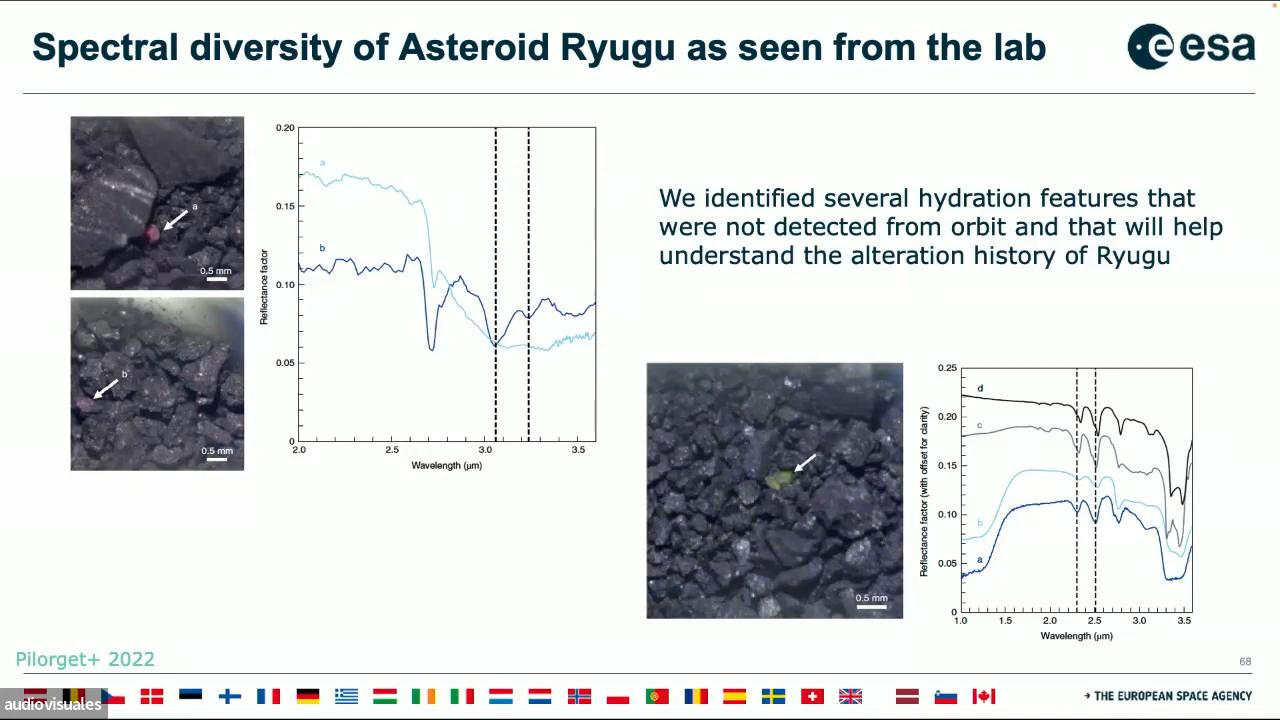 Spectral diversity of Asteroid Ryugu as seen from the lab
esa
a
0.5 mm
b
0.5 mm
0.20
0.15
0.10
0.05
0
Reflectance factor
a
b
2.0 2.5 3.0 3.5
Wavelength (μm)
We identified several hydration features that
were not detected from orbit and that will help
understand the alteration history of Ryugu
0.5 mm
0.25
0.20
0.15
0.10
0.05
0
Reflectance factor (with offset for clarity)
d
c
b
a
1.0 1.5 2.0 2.5 3.0 3.5
Wavelength (μm)
Pilorget+ 2022
68
audiovisuales
→ THE EUROPEAN SPACE AGENCY